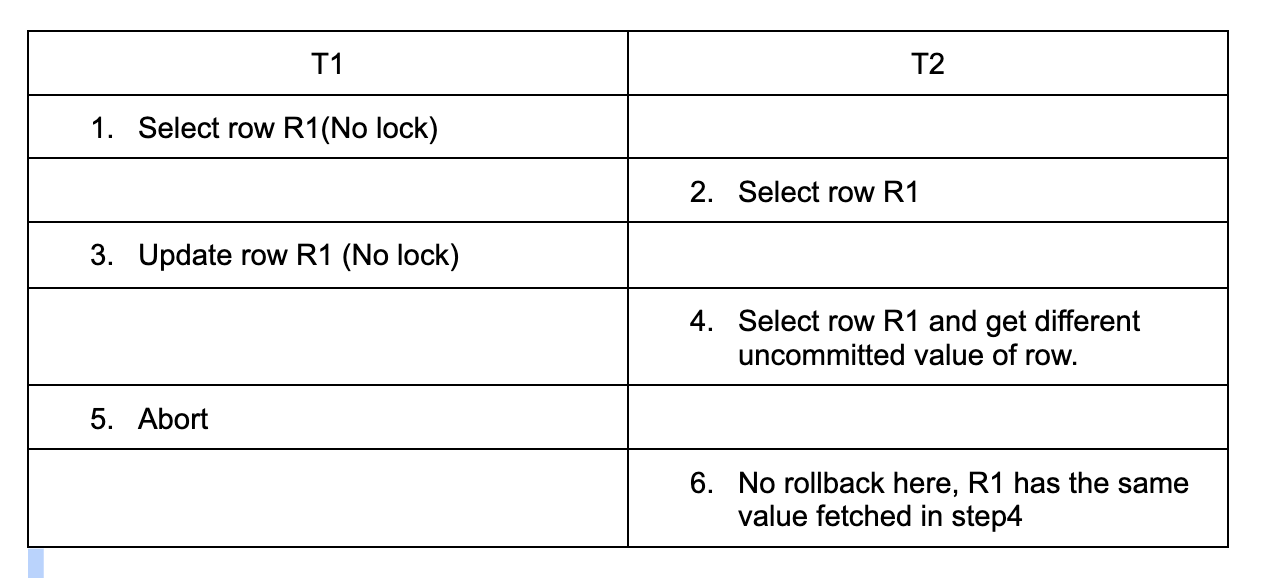 T1
T2
1. Select row R1(No lock)
2. Select row R1
3. Update row R1 (No lock)
4. Select row R1 and get different
uncommitted value of row.
5. Abort
6. No rollback here, R1 has the same
value fetched in step4